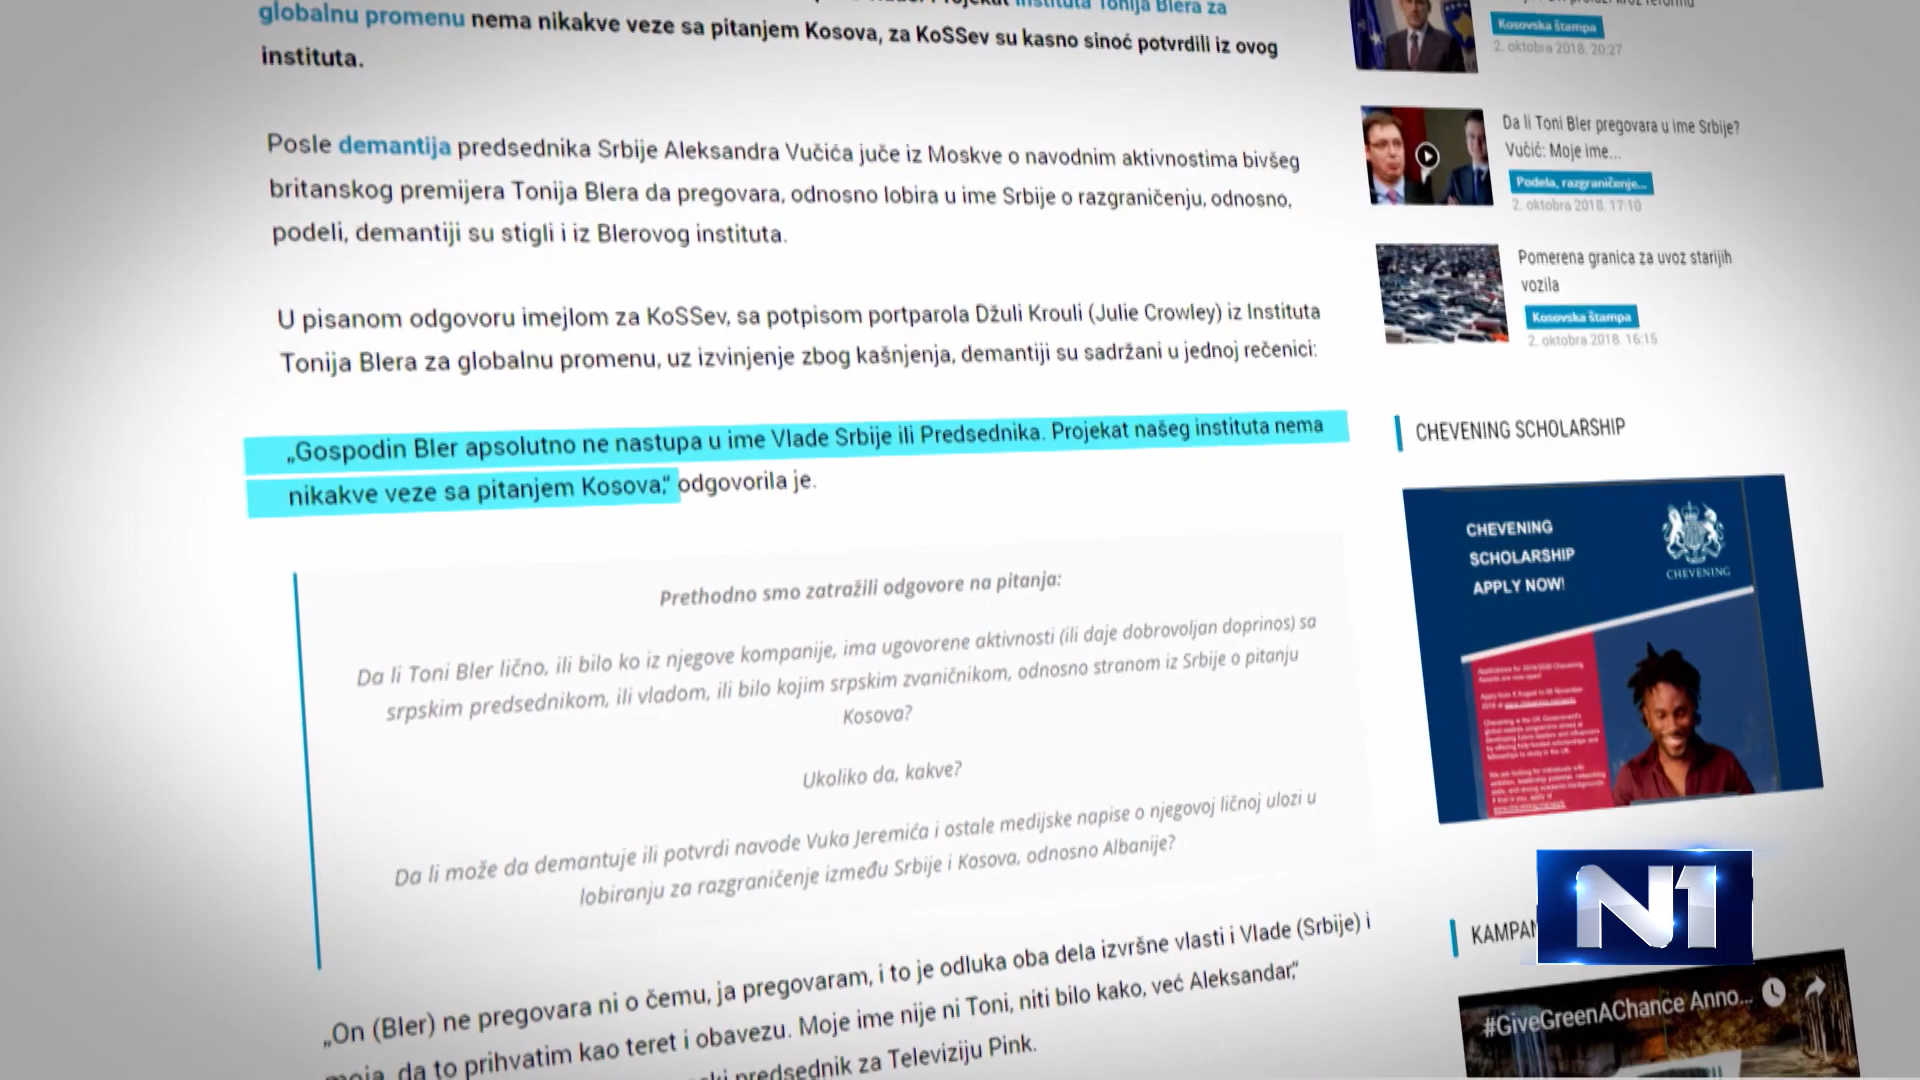 globalnu promenu nema nikakve veze sa pitanjem Kosova, za KoSSev su kasno sinoć potvrdili iz ovog
instituta.
Posle demantija predsednika Srbije Aleksandra Vučića juče iz Moskve o navodnim aktivnostima bivšeg
britanskog premijera Tonija Blera da pregovara, odnosno lobira u ime Srbije o razgraničenju, odnosno,
podeli, demantiji su stigli i iz Blerovog instituta.
U pisanom odgovoru imejlom za KoSSev, sa potpisom portparola Džuli Krouli (Julie Crowley) iz Instituta
Tonija Blera za globalnu promenu, uz izvinjenje zbog kašnjenja, demantiji su sadržani u jednoj rečenici:
„Gospodin Bler apsolutno ne nastupa u ime Vlade Srbije ili Predsednika. Projekat našeg instituta nema
nikakve veze sa pitanjem Kosova,“ odgovorila je.
Prethodno smo zatražili odgovore na pitanja:
Da li Toni Bler lično, ili bilo ko iz njegove kompanije, ima ugovorene aktivnosti (ili daje dobrovoljan doprinos) sa
srpskim predsednikom, ili vladom, ili bilo kojim srpskim zvaničnikom, odnosno stranom iz Srbije o pitanju
Kosova?
Ukoliko da, kakve?
Da li može da demantuje ili potvrdi navode Vuka Jeremića i ostale medijske napise o njegovoj ličnoj ulozi u
lobiranju za razgraničenje između Srbije i Kosova, odnosno Albanije?
„On (Bler) ne pregovara ni o čemu, ja pregovaram, i to je odluka oba dela izvršne vlasti i Vlade (Srbije) i
moja, da to prihvatim kao teret i obavezu. Moje ime nije ni Toni, niti bilo kako, već Aleksandar,“
predsednik za Televiziju Pink.
Kosovska štampa
2. oktobra 2018. 20:27
Da li Toni Bler pregovara u ime Srbije?
Vučić: Moje ime...
Podela, razgraničenje...
2. oktobra 2018. 17:10
Pomerena granica za uvoz starijih
vozila
Kosovska štampa
2. oktobra 2018. 16:15
CHEVENING SCHOLARSHIP
CHEVENING
SCHOLARSHIP
APPLY NOW!
CHEVENING
KAMPAN
N1
#GiveGreenAChance Anno...